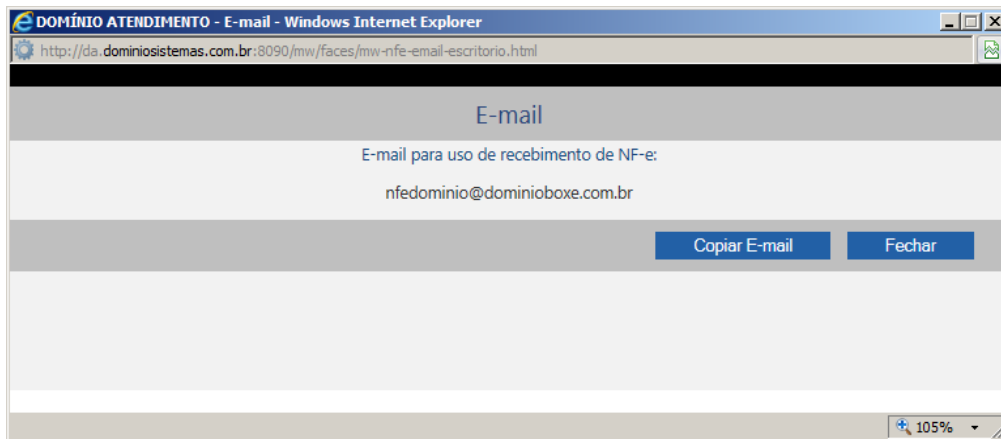 DOMÍNIO ATENDIMENTO - E-mail - Windows Internet Explorer
http://da.dominiosistemas.com.br:8090/mw/faces/mw-nfe-email-escritorio.html
E-mail
E-mail para uso de recebimento de NF-e:
nfedominio@dominioboxe.com.br
Copiar E-mail Fechar
105%